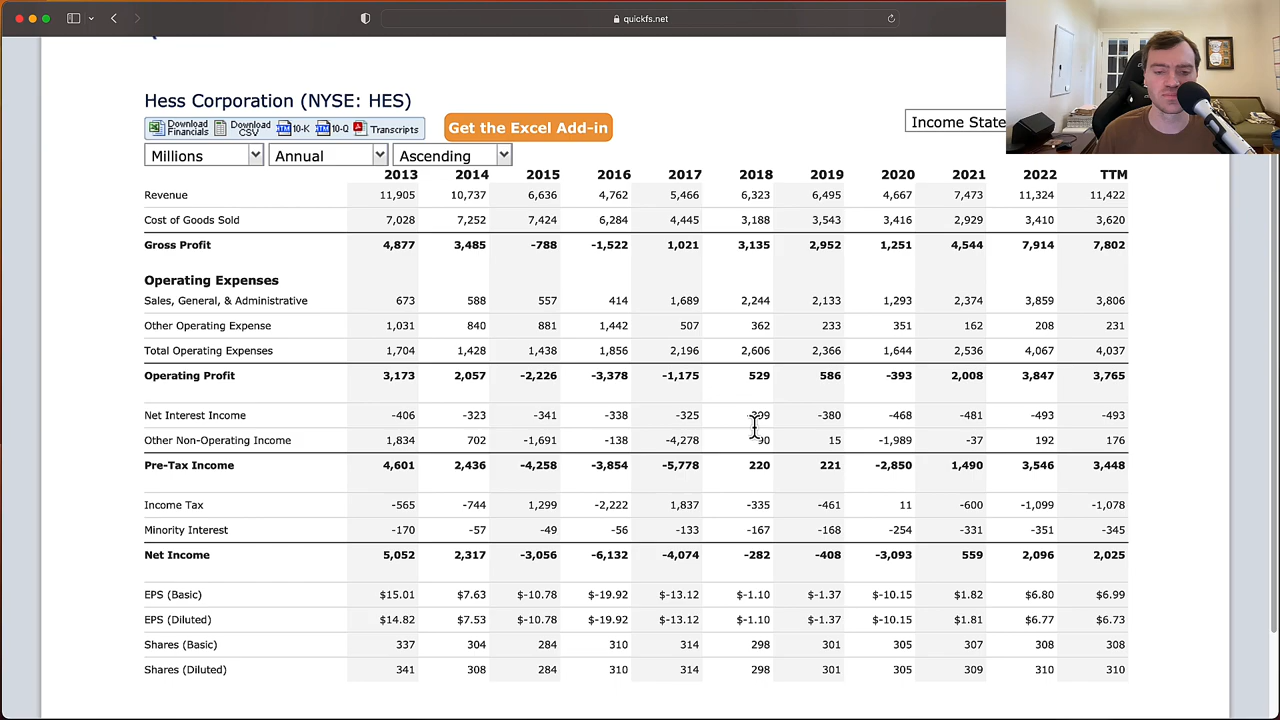 quickfs.net
Hess Corporation (NYSE: HES)
Download Financials Download CSV 10-K 10-Q Transcripts Get the Excel Add-in Income State
Millions Annual Ascending
2013 2014 2015 2016 2017 2018 2019 2020 2021 2022 TTM
Revenue 11,905 10,737 6,636 4,762 5,466 6,323 6,495 4,667 7,473 11,324 11,422
Cost of Goods Sold 7,028 7,252 7,424 6,284 4,445 3,188 3,543 3,416 2,929 3,410 3,620
Gross Profit 4,877 3,485 -788 -1,522 1,021 3,135 2,952 1,251 4,544 7,914 7,802
Operating Expenses
Sales, General, & Administrative 673 588 557 414 1,689 2,244 2,133 1,293 2,374 3,859 3,806
Other Operating Expense 1,031 840 881 1,442 507 362 233 351 162 208 231
Total Operating Expenses 1,704 1,428 1,438 1,856 2,196 2,606 2,366 1,644 2,536 4,067 4,037
Operating Profit 3,173 2,057 -2,226 -3,378 -1,175 529 586 -393 2,008 3,847 3,765
Net Interest Income -406 -323 -341 -338 -325 -399 -380 -468 -481 -493 -493
Other Non-Operating Income 1,834 702 -1,691 -138 -4,278 90 15 -1,989 -37 192 176
Pre-Tax Income 4,601 2,436 -4,258 -3,854 -5,778 220 221 -2,850 1,490 3,546 3,448
Income Tax -565 -744 1,299 -2,222 1,837 -335 -461 11 -600 -1,099 -1,078
Minority Interest -170 -57 -49 -56 -133 -167 -168 -254 -331 -351 -345
Net Income 5,052 2,317 -3,056 -6,132 -4,074 -282 -408 -3,093 559 2,096 2,025
EPS (Basic) $15.01 $7.63 $-10.78 $-19.92 $-13.12 $-1.10 $-1.37 $-10.15 $1.82 $6.80 $6.99
EPS (Diluted) $14.82 $7.53 $-10.78 $-19.92 $-13.12 $-1.10 $-1.37 $-10.15 $1.81 $6.77 $6.73
Shares (Basic) 337 304 284 310 314 298 301 305 307 308 308
Shares (Diluted) 341 308 284 310 314 298 301 305 309 310 310